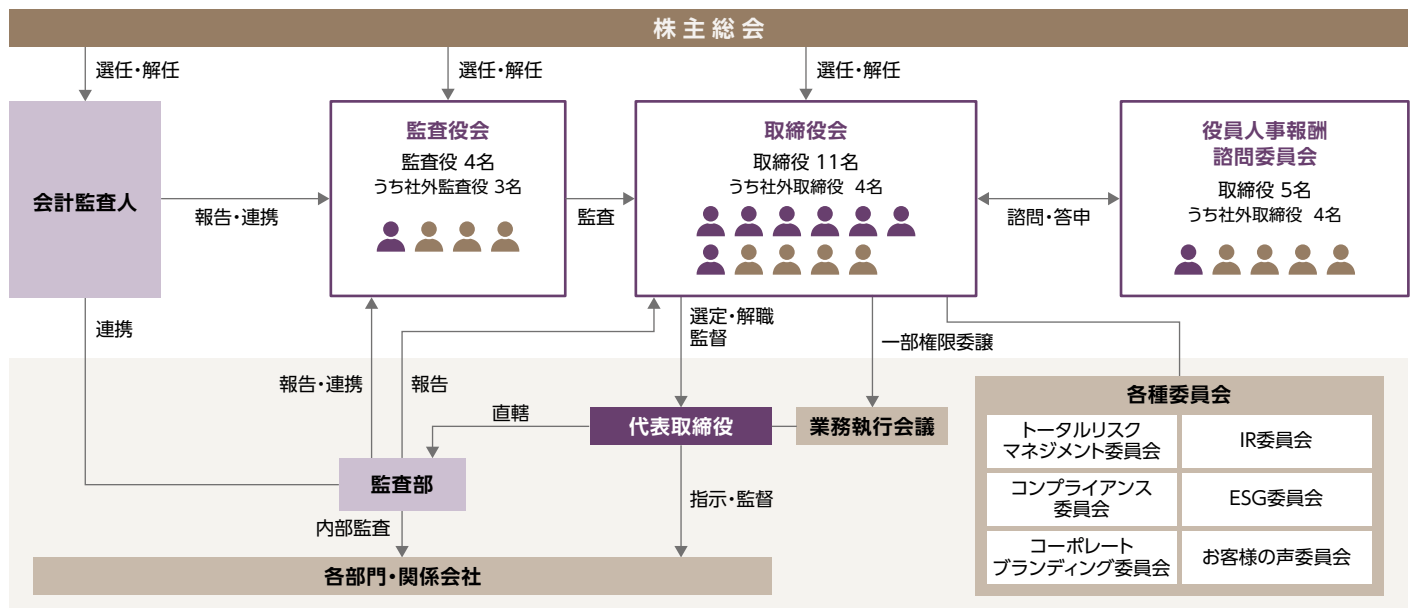 株主総会
選任・解任
選任・解任
選任・解任
会計監査人
報告・連携
監査役会
監査役 4名
うち社外監査役 3名
監査
取締役会
取締役 11名
うち社外取締役 4名
諮問・答申
役員人事報酬
諮問委員会
取締役 5名
うち社外取締役 4名
連携
報告・連携
報告
選定・解職
監督
一部権限委譲
直轄
代表取締役
業務執行会議
監査部
内部監査
指示・監督
各部門・関係会社
各種委員会
トータルリスク
マネジメント委員会
IR委員会
コンプライアンス
委員会
ESG委員会
コーポレート
ブランディング委員会
お客様の声委員会